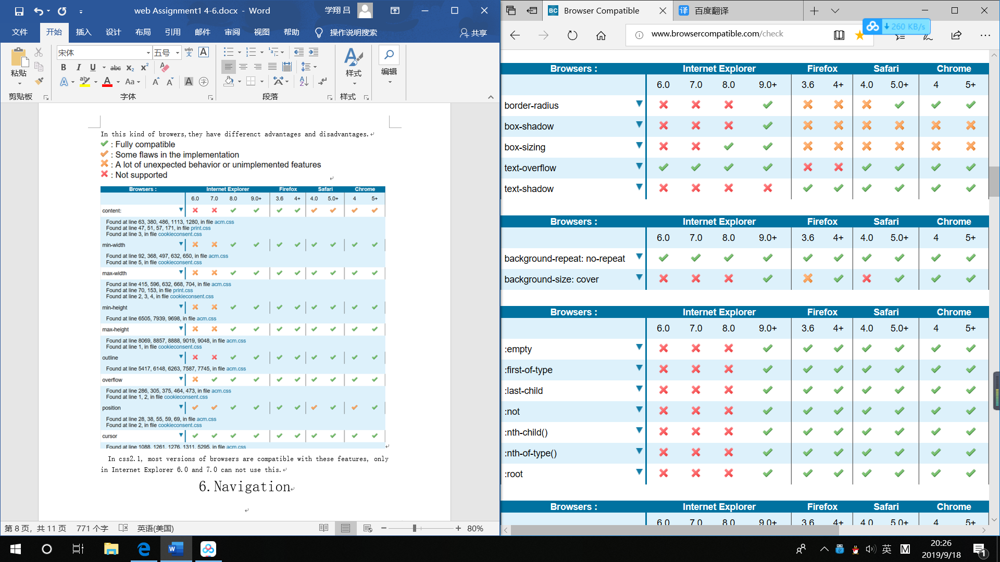 web Assignment1 4-6.docx - Word
学翔 吕
文件 开始 插入 设计 布局 引用 邮件 审阅 视图 帮助 操作说明搜索 共享
粘贴
宋体 五号 wén 文 A
B I U abc x₂ x²
A aby A Aa A A A 字
样式
编辑
剪贴板 字体 段落 样式
In this kind of browers,they have differenct advantages and disadvantages.
: Fully compatible
: Some flaws in the implementation
: A lot of unexpected behavior or unimplemented features
: Not supported
Browsers : Internet Explorer Firefox Safari Chrome
6.0 7.0 8.0 9.0+ 3.6 4+ 4.0 5.0+ 4 5+
content:
Found at line 63, 380, 486, 1113, 1280, in file acm.css
Found at line 47, 51, 57, 171, in file print.css
Found at line 3, in file cookieconsent.css
min-width
Found at line 92, 368, 497, 632, 650, in file acm.css
Found at line 5, in file cookieconsent.css
max-width
Found at line 415, 596, 632, 668, 704, in file acm.css
Found at line 70, 153, in file print.css
Found at line 2, 3, 4, in file cookieconsent.css
min-height
Found at line 6505, 7939, 9698, in file acm.css
max-height
Found at line 8069, 8857, 8888, 9019, 9048, in file acm.css
Found at line 1, in file cookieconsent.css
outline
Found at line 5417, 6148, 6263, 7587, 7745, in file acm.css
overflow
Found at line 286, 305, 375, 464, 473, in file acm.css
Found at line 1, 2, in file cookieconsent.css
position
Found at line 28, 38, 55, 59, 69, in file acm.css
Found at line 2, in file cookieconsent.css
cursor
Found at line 1088, 1261, 1276, 1311, 5295, in file acm.css
In css2.1, most versions of browsers are compatible with these features, only
in Internet Explorer 6.0 and 7.0 can not use this.
6.Navigation
第 8 页，共 11 页 771 个字 英语(美国) 80%
BC Browser Compatible
译 百度翻译
260 KB/s
www.browsercompatible.com/check
Browsers : Internet Explorer Firefox Safari Chrome
6.0 7.0 8.0 9.0+ 3.6 4+ 4.0 5.0+ 4 5+
border-radius
box-shadow
box-sizing
text-overflow
text-shadow
Browsers : Internet Explorer Firefox Safari Chrome
6.0 7.0 8.0 9.0+ 3.6 4+ 4.0 5.0+ 4 5+
background-repeat: no-repeat
background-size: cover
Browsers : Internet Explorer Firefox Safari Chrome
6.0 7.0 8.0 9.0+ 3.6 4+ 4.0 5.0+ 4 5+
:empty
:first-of-type
:last-child
:not
:nth-child()
:nth-of-type()
:root
Browsers : Internet Explorer Firefox Safari Chrome
6.0 7.0 8.0 9.0+ 3.6 4+ 4.0 5.0+ 4 5+
英 M
20:26
2019/9/18
1